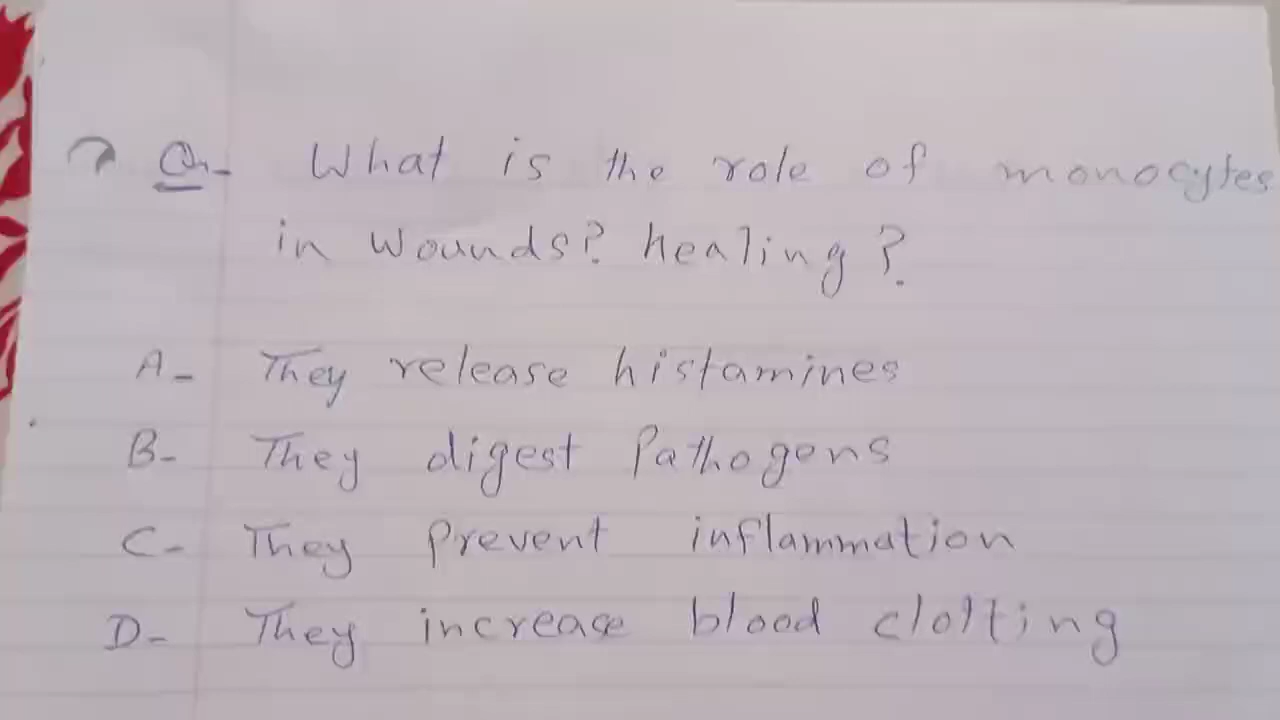 Qn- What is the role of monocytes
in wounds? healing?
A- They release histamines
B- They digest Pathogens
C- They prevent inflammation
D- They increase blood clotting